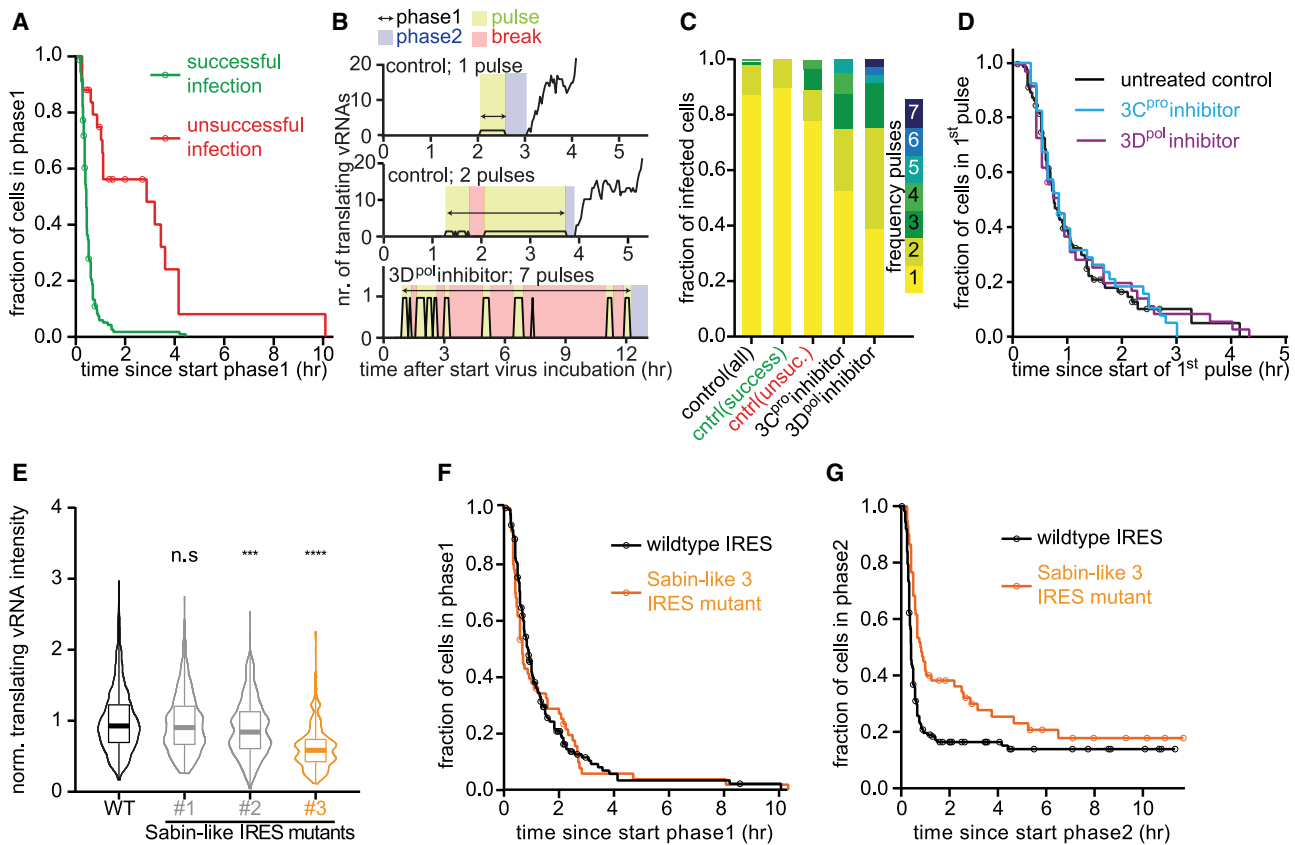 A
fraction of cells in phase1
1.0
0.8
0.6
0.4
0.2
0.0
successful
infection
unsuccessful
infection
0 2 4 6 8 10
time since start phase1 (hr)
B
phase1
pulse
phase2
break
nr. of translating vRNAs
20
10
0
control; 1 pulse
0 1 2 3 4 5
20
10
0
control; 2 pulses
0 1 2 3 4 5
3Dpol inhibitor; 7 pulses
1
0
0 3 6 9 12
time after start virus incubation (hr)
C
fraction of infected cells
1.0
0.8
0.6
0.4
0.2
0.0
control(all)
cntrl(success)
cntrl(unsuc.)
3Cpro inhibitor
3Dpol inhibitor
frequency pulses
7
6
5
4
3
2
1
D
fraction of cells in 1st pulse
1.0
0.8
0.6
0.4
0.2
0.0
untreated control
3Cpro inhibitor
3Dpol inhibitor
0 1 2 3 4 5
time since start of 1st pulse (hr)
E
norm. translating vRNA intensity
4
3
2
1
0
n.s
***
****
WT #1 #2 #3
Sabin-like IRES mutants
F
fraction of cells in phase1
1.0
0.8
0.6
0.4
0.2
0.0
wildtype IRES
Sabin-like 3
IRES mutant
0 2 4 6 8 10
time since start phase1 (hr)
G
fraction of cells in phase2
1.0
0.8
0.6
0.4
0.2
0.0
wildtype IRES
Sabin-like 3
IRES mutant
0 2 4 6 8 10
time since start phase2 (hr)